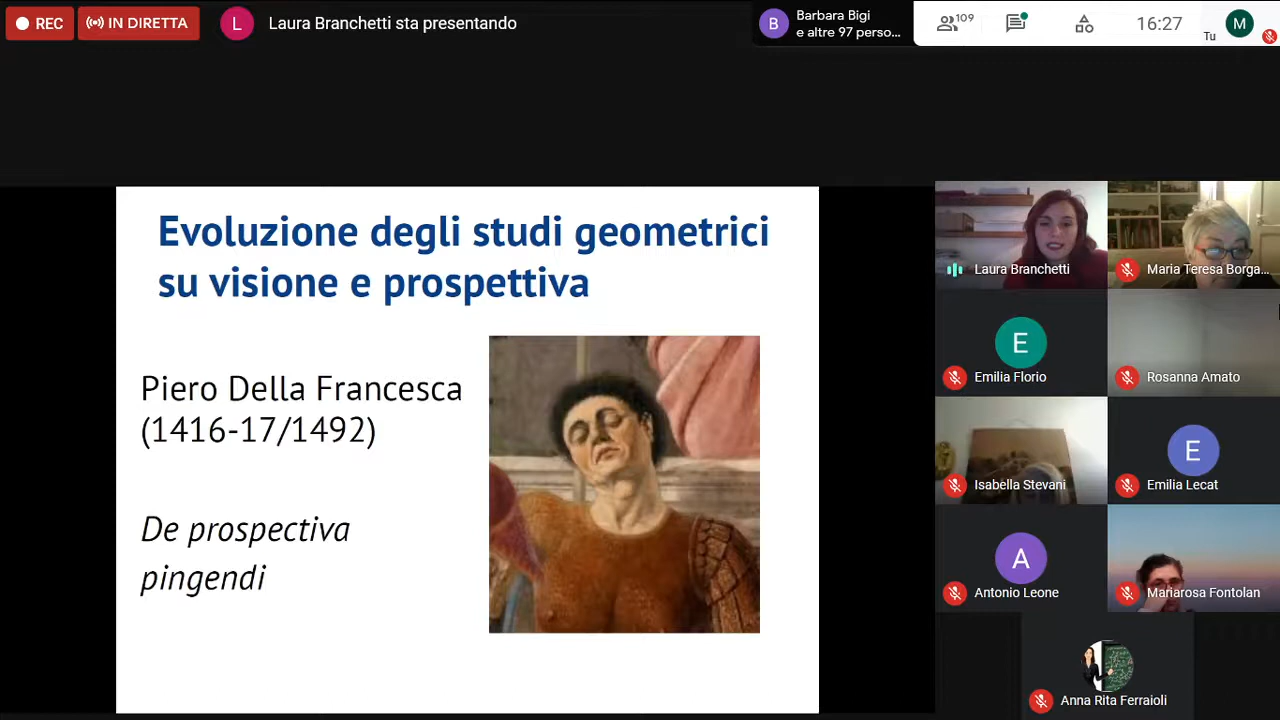 REC
IN DIRETTA
L
Laura Branchetti sta presentando
B
Barbara Bigi
e altre 97 perso...
109
16:27
Tu
M
Evoluzione degli studi geometrici
su visione e prospettiva
Piero Della Francesca
(1416-17/1492)
De prospectiva
pingendi
Laura Branchetti
Maria Teresa Borga...
E
Emilia Florio
Rosanna Amato
Isabella Stevani
E
Emilia Lecat
A
Antonio Leone
Mariarosa Fontolan
Anna Rita Ferraioli